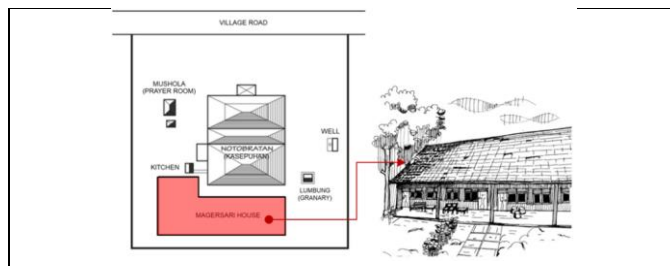 VILLAGE ROAD
MUSHOLA
(PRAYER ROOM)
WELL
NOTOBRATAN
(KASEPUHAN)
KITCHEN
LUMBUNG
(GRANARY)
MAGERSARI HOUSE